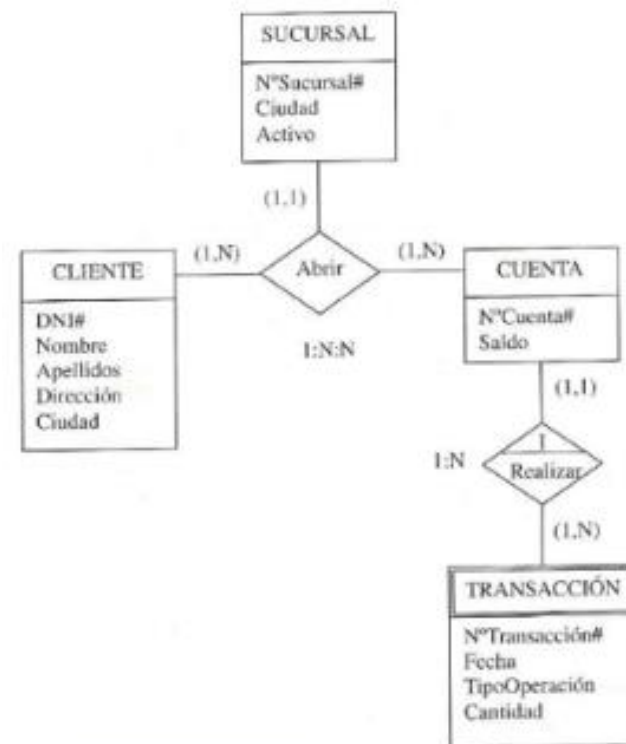 SUCURSAL
NºSucursal#
Ciudad
Activo
(1,1)
CLIENTE
(1,N)
Abrir
(1,N)
CUENTA
DNI#
Nombre
Apellidos
Dirección
Ciudad
1:N:N
NºCuenta#
Saldo
(1,1)
I
1:N
Realizar
(1,N)
TRANSACCIÓN
NºTransacción#
Fecha
TipoOperación
Cantidad